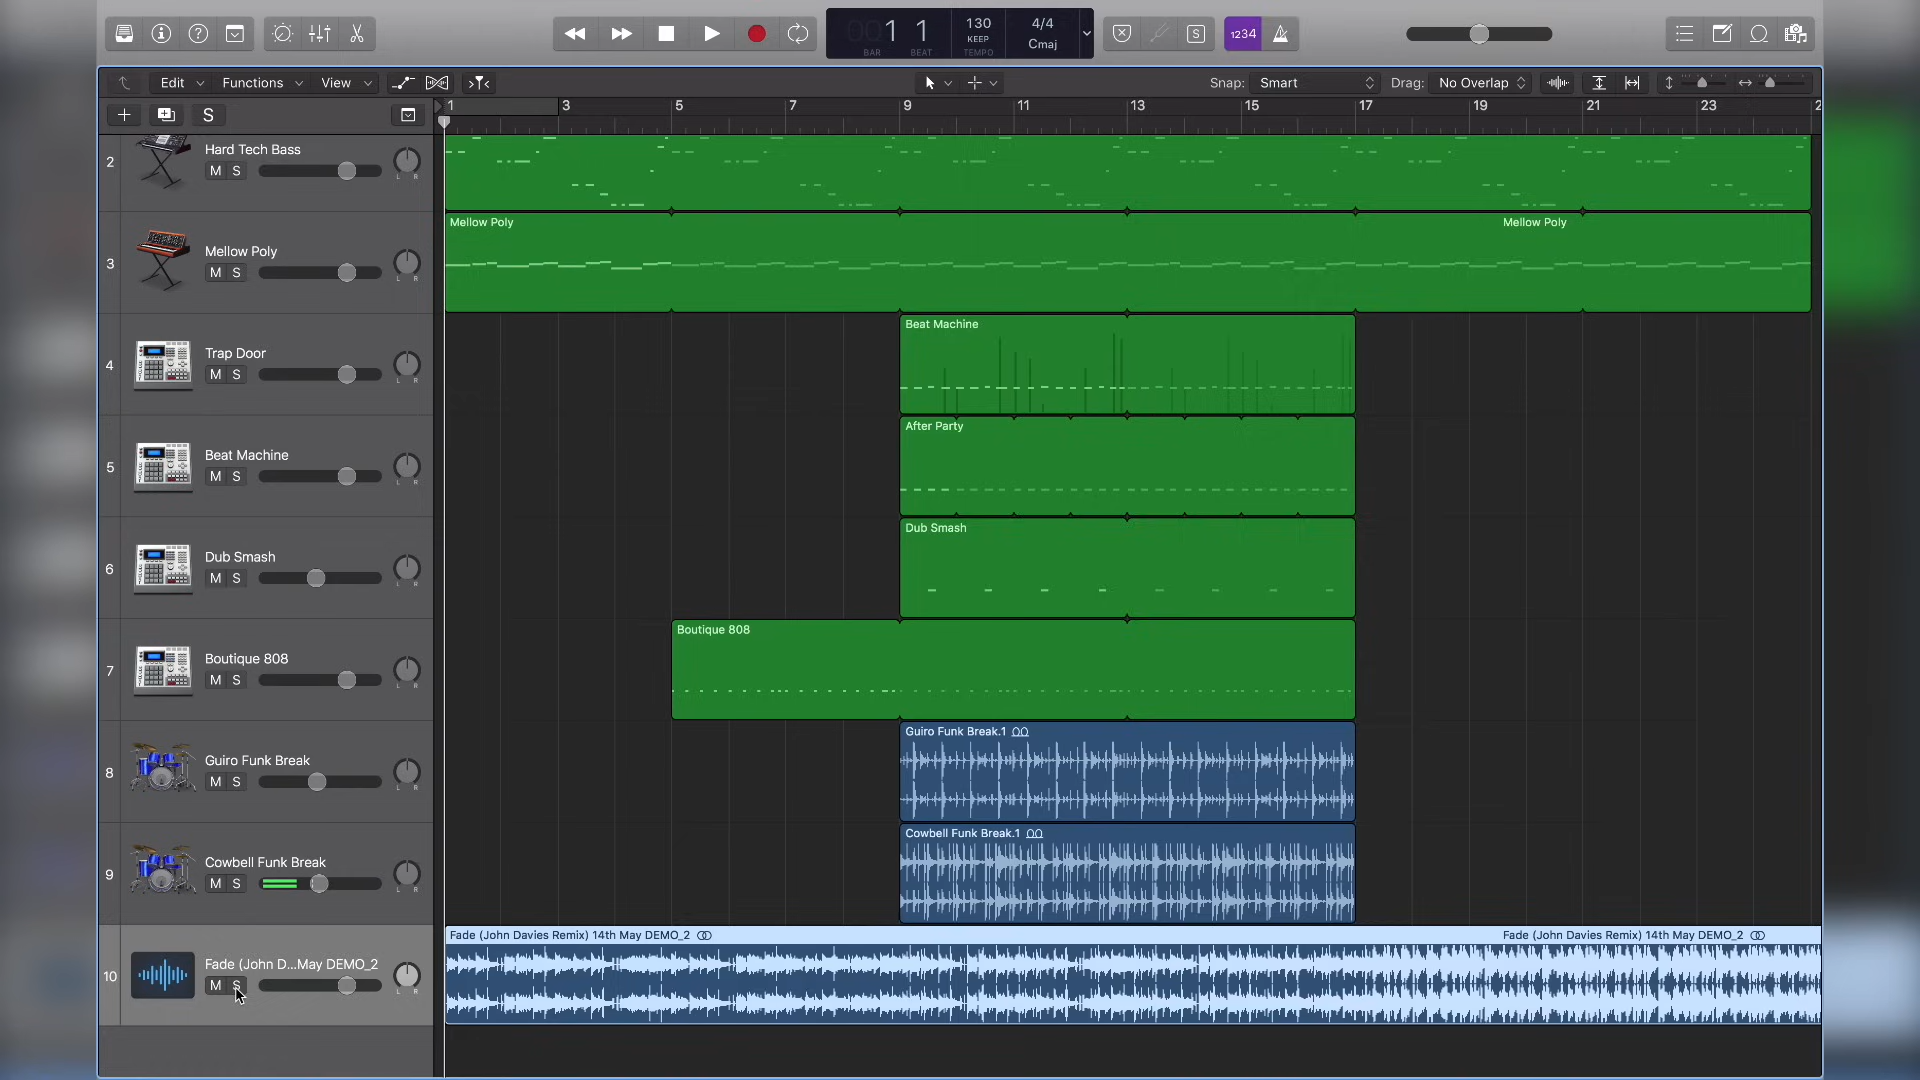 1 1
BAR BEAT
130
KEEP
TEMPO
4/4
Cmaj
S
1234
Edit Functions View
Snap: Smart Drag: No Overlap
S
1 3 5 7 9 11 13 15 17 19 21 23
2 Hard Tech Bass
M S L R
Mellow Poly Mellow Poly
3 Mellow Poly
M S L R
Beat Machine
4 Trap Door
M S L R
After Party
5 Beat Machine
M S L R
Dub Smash
6 Dub Smash
M S L R
Boutique 808
7 Boutique 808
M S L R
Guiro Funk Break.1
8 Guiro Funk Break
M S L R
Cowbell Funk Break.1
9 Cowbell Funk Break
M S L R
Fade (John Davies Remix) 14th May DEMO_2 Fade (John Davies Remix) 14th May DEMO_2
10 Fade (John D...May DEMO_2
M S L R